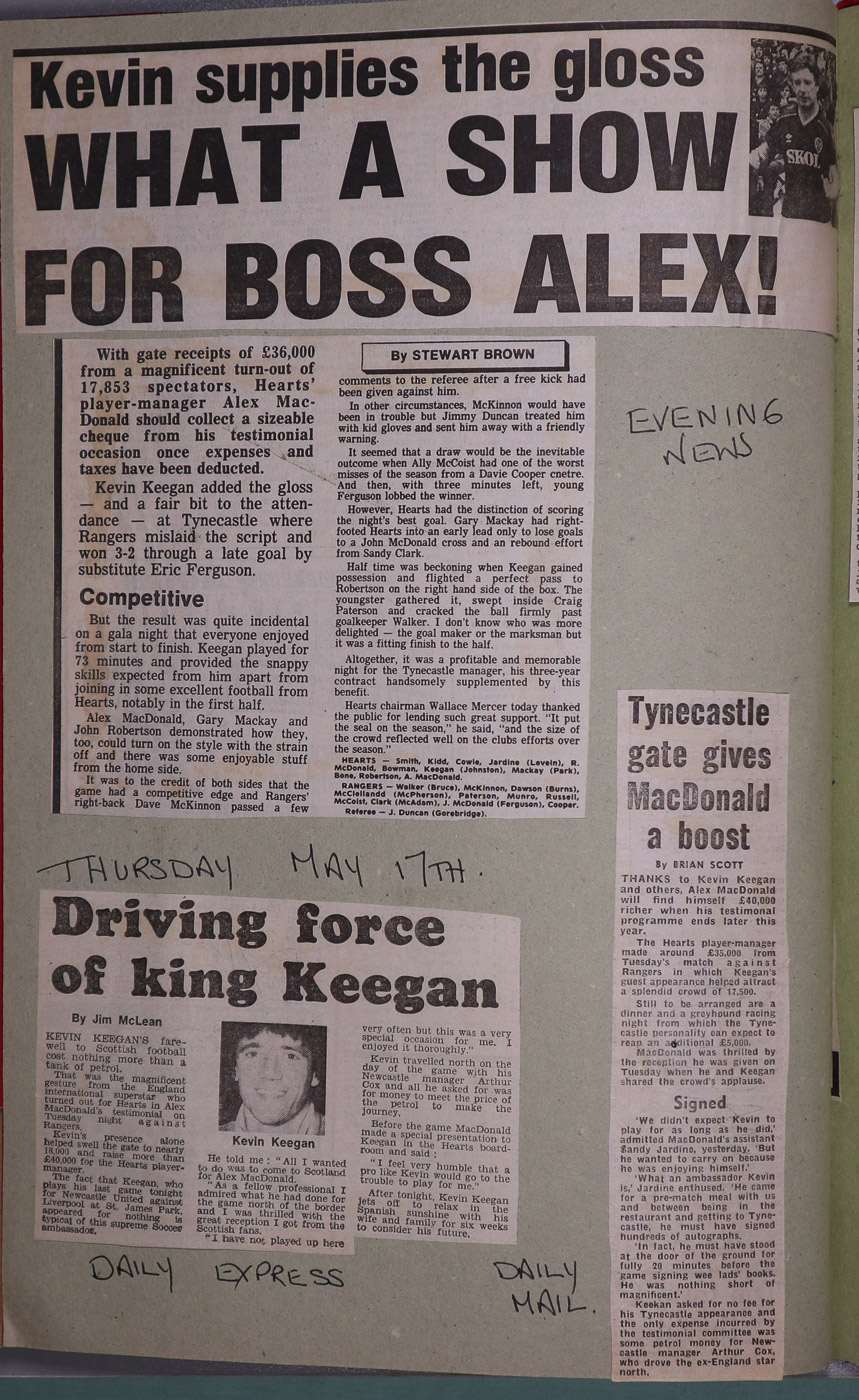 Kevin supplies the gloss
WHAT A SHOW
FOR BOSS ALEX!
SKOL
With gate receipts of £36,000
from a magnificent turn-out of
17,853 spectators, Hearts'
player-manager Alex Mac-
Donald should collect a sizeable
cheque from his testimonial
occasion once expenses and
taxes have been deducted.
Kevin Keegan added the gloss
— and a fair bit to the atten-
dance — at Tynecastle where
Rangers mislaid the script and
won 3-2 through a late goal by
substitute Eric Ferguson.
Competitive
But the result was quite incidental
on a gala night that everyone enjoyed
from start to finish. Keegan played for
73 minutes and provided the snappy
skills expected from him apart from
joining in some excellent football from
Hearts, notably in the first half.
Alex MacDonald, Gary Mackay and
John Robertson demonstrated how they,
too, could turn on the style with the strain
off and there was some enjoyable stuff
from the home side.
It was to the credit of both sides that the
game had a competitive edge and Rangers'
right-back Dave McKinnon passed a few
By STEWART BROWN
comments to the referee after a free kick had
been given against him.
In other circumstances, McKinnon would have
been in trouble but Jimmy Duncan treated him
with kid gloves and sent him away with a friendly
warning.
It seemed that a draw would be the inevitable
outcome when Ally McCoist had one of the worst
misses of the season from a Davie Cooper cnetre.
And then, with three minutes left, young
Ferguson lobbed the winner.
However, Hearts had the distinction of scoring
the night's best goal. Gary Mackay had right-
footed Hearts into an early lead only to lose goals
to a John McDonald cross and an rebound effort
from Sandy Clark.
Half time was beckoning when Keegan gained
possession and flighted a perfect pass to
Robertson on the right hand side of the box. The
youngster gathered it, swept inside Craig
Paterson and cracked the ball firmly past
goalkeeper Walker. I don't know who was more
delighted — the goal maker or the marksman but
it was a fitting finish to the half.
Altogether, it was a profitable and memorable
night for the Tynecastle manager, his three-year
contract handsomely supplemented by this
benefit.
Hearts chairman Wallace Mercer today thanked
the public for lending such great support. "It put
the seal on the season," he said, "and the size of
the crowd reflected well on the clubs efforts over
the season."
HEARTS — Smith, Kidd, Cowie, Jardine (Levein), R.
McDonald, Bowman, Keegan (Johnston), Mackay (Park),
Bone, Robertson, A. MacDonald.
RANGERS — Walker (Bruce), McKinnon, Dawson (Burns),
McClellandd (McPherson), Paterson, Munro, Russell,
McCoist, Clark (McAdam), J. McDonald (Ferguson), Cooper.
Referee — J. Duncan (Gorebridge).
EVENING
NEWS
THURSDAY MAY 17TH.
Driving force
of king Keegan
By Jim McLean
KEVIN KEEGAN'S fare-
well to Scottish football
cost nothing more than a
tank of petrol.
That was the magnificent
gesture from the England
international superstar who
turned out for Hearts in Alex
MacDonald's testimonial on
Tuesday night against
Rangers.
Kevin's presence alone
helped swell the gate to nearly
18,000 and raise more than
£40,000 for the Hearts player-
manager.
The fact that Keegan, who
plays his last game tonight
for Newcastle United against
Liverpool at St. James Park,
appeared for nothing is
typical of this supreme Soccer
ambassador.
Kevin Keegan
He told me: "All I wanted
to do was to come to Scotland
for Alex MacDonald.
"As a fellow professional I
admired what he had done for
the game north of the border
and I was thrilled with the
great reception I got from the
Scottish fans.
"I have not played up here
very often but this was a very
special occasion for me. I
enjoyed it thoroughly."
Kevin travelled north on the
day of the game with his
Newcastle manager Arthur
Cox and all he asked for was
for money to meet the price of
the petrol to make the
journey.
Before the game MacDonald
made a special presentation to
Keegan in the Hearts board-
room and said:
"I feel very humble that a
pro like Kevin would go to the
trouble to play for me."
After tonight, Kevin Keegan
jets off to relax in the
Spanish sunshine with his
wife and family for six weeks
to consider his future.
DAILY EXPRESS
Tynecastle
gate gives
MacDonald
a boost
By BRIAN SCOTT
THANKS to Kevin Keegan
and others, Alex MacDonald
will find himself £40,000
richer when his testimonal
programme ends later this
year.
The Hearts player-manager
made around £35,000 from
Tuesday's match against
Rangers in which Keegan's
guest appearance helped attract
a splendid crowd of 17,500.
Still to be arranged are a
dinner and a greyhound racing
night from which the Tyne-
castle personality can expect to
reap an additional £5,000.
MacDonald was thrilled by
the reception he was given on
Tuesday when he and Keegan
shared the crowd's applause.
Signed
'We didn't expect Kevin to
play for as long as he did,'
admitted MacDonald's assistant
Sandy Jardine, yesterday. 'But
he wanted to carry on because
he was enjoying himself.'
'What an ambassador Kevin
is,' Jardine enthused. 'He came
for a pre-match meal with us
and between being in the
restaurant and getting to Tyne-
castle, he must have signed
hundreds of autographs.
'In fact, he must have stood
at the door of the ground for
fully 20 minutes before the
game signing wee lads' books.
He was nothing short of
magnificent.'
Keekan asked for no fee for
his Tynecastle appearance and
the only expense incurred by
the testimonial committee was
some petrol money for New-
castle manager Arthur Cox,
who drove the ex-England star
north.
DAILY
MAIL.